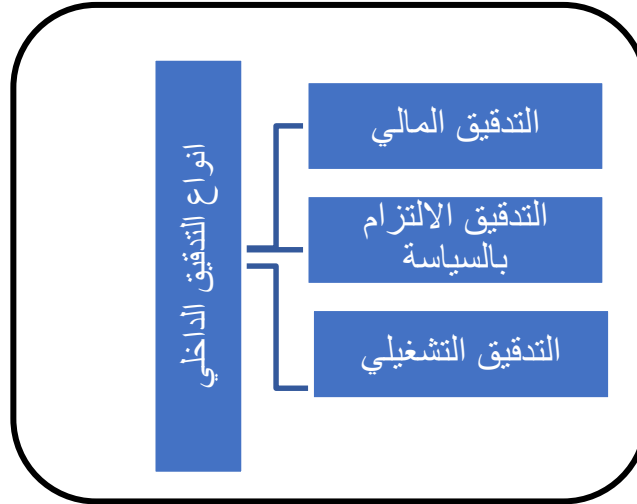 انواع التدقيق الداخلي
التدقيق المالي
التدقيق الالتزام
بالسياسة
التدقيق التشغيلي